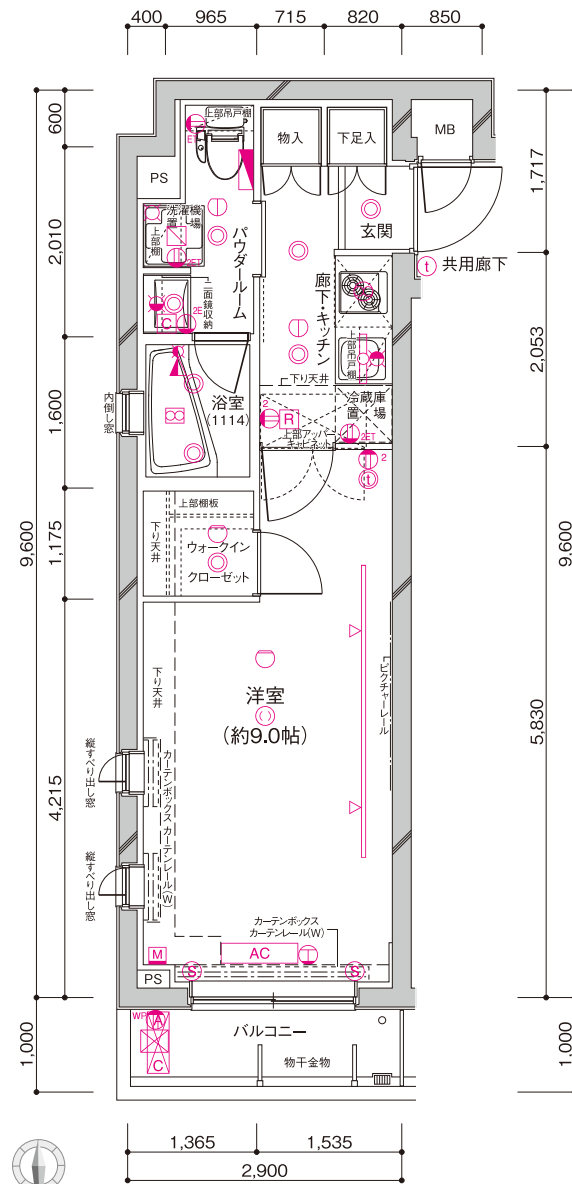 400
965
715
820
850
600
2,010
1,600
1,175
4,215
9,600
1,000
1,717
2,053
5,830
9,600
1,000
上部吊戸棚
ET
物入
下足入
MB
PS
洗濯機
置場
上部棚
2ET
パウダールーム
玄関
t
共用廊下
廊下・キッチン
二面鏡収納
2E
C
上部吊戸棚
下り天井
内倒し窓
浴室
(1114)
2
R
冷蔵庫
置場
上部アッパー
キャビネット
2ET
2
t
上部棚板
下り天井
ウォークイン
クローゼット
下り天井
洋室
(約9.0帖)
ピクチャーレール
縦すべり出し窓
縦すべり出し窓
カーテンボックス カーテンレール(W)
カーテンボックス
カーテンレール(W)
M
AC
PS
S
S
WP
A
C
バルコニー
物干金物
1,365
1,535
2,900